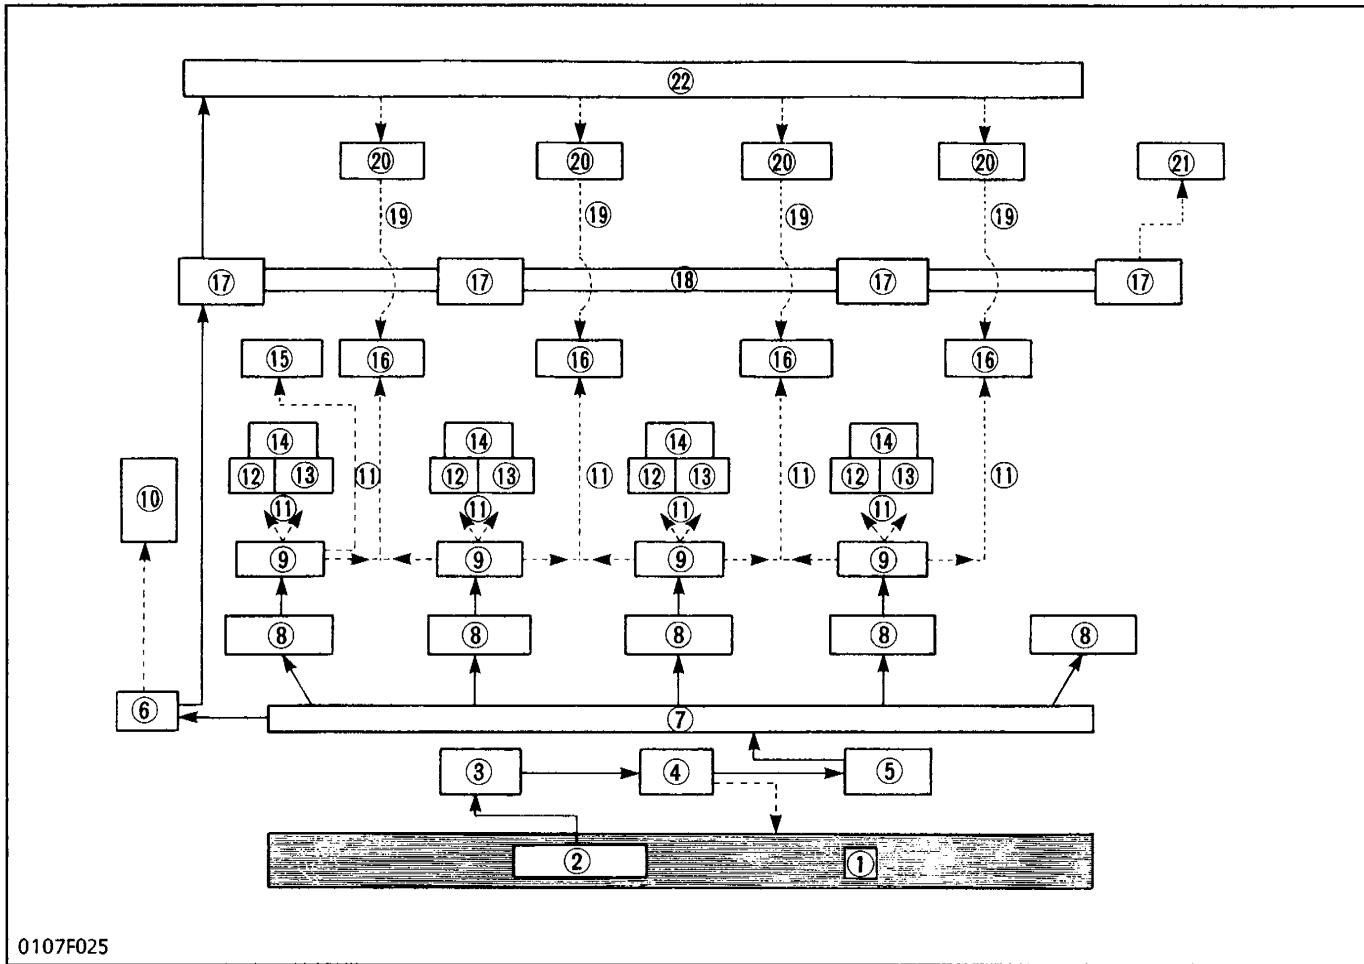 ㉒
⑳ ⑳ ⑳ ⑳ ㉑
⑲ ⑲ ⑲ ⑲
⑰ ⑰ ⑱ ⑰ ⑰
⑮ ⑯ ⑯ ⑯ ⑯
⑭ ⑭ ⑭ ⑭
⑫ ⑬ ⑪ ⑫ ⑬ ⑪ ⑫ ⑬ ⑪ ⑫ ⑬ ⑪
⑩
⑪ ⑪ ⑪ ⑪
⑨ ⑨ ⑨ ⑨
⑧ ⑧ ⑧ ⑧ ⑧
⑥ ⑦
③ ④ ⑤
② ①
0107F025